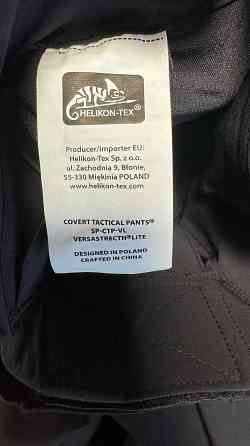 HELIKON-TEX®
Producer/Importer EU:
Helikon-Tex Sp. z o.o.
ul. Zachodnia 9, Błonie,
55-330 Miękinia POLAND
www.helikon-tex.com
COVERT TACTICAL PANTS®
SP-CTP-VL
VERSASTRECTH®LITE
DESIGNED IN POLAND
CRAFTED IN CHINA